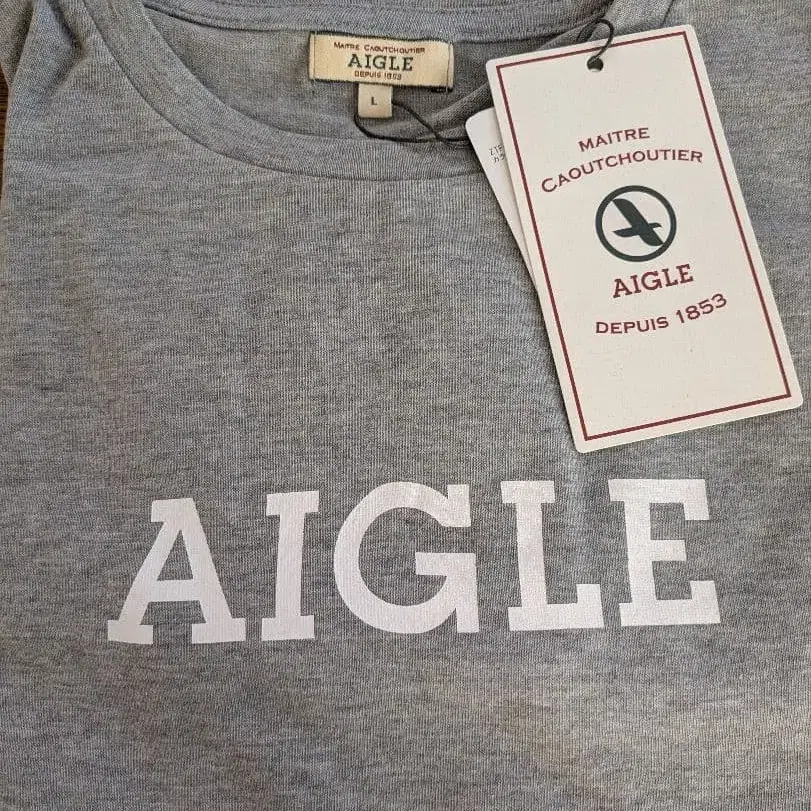 MAITRE CAOUTCHOUTIER
AIGLE
DEPUIS 1853
L
MAITRE
CAOUTCHOUTIER
AIGLE
DEPUIS 1853
AIGLE